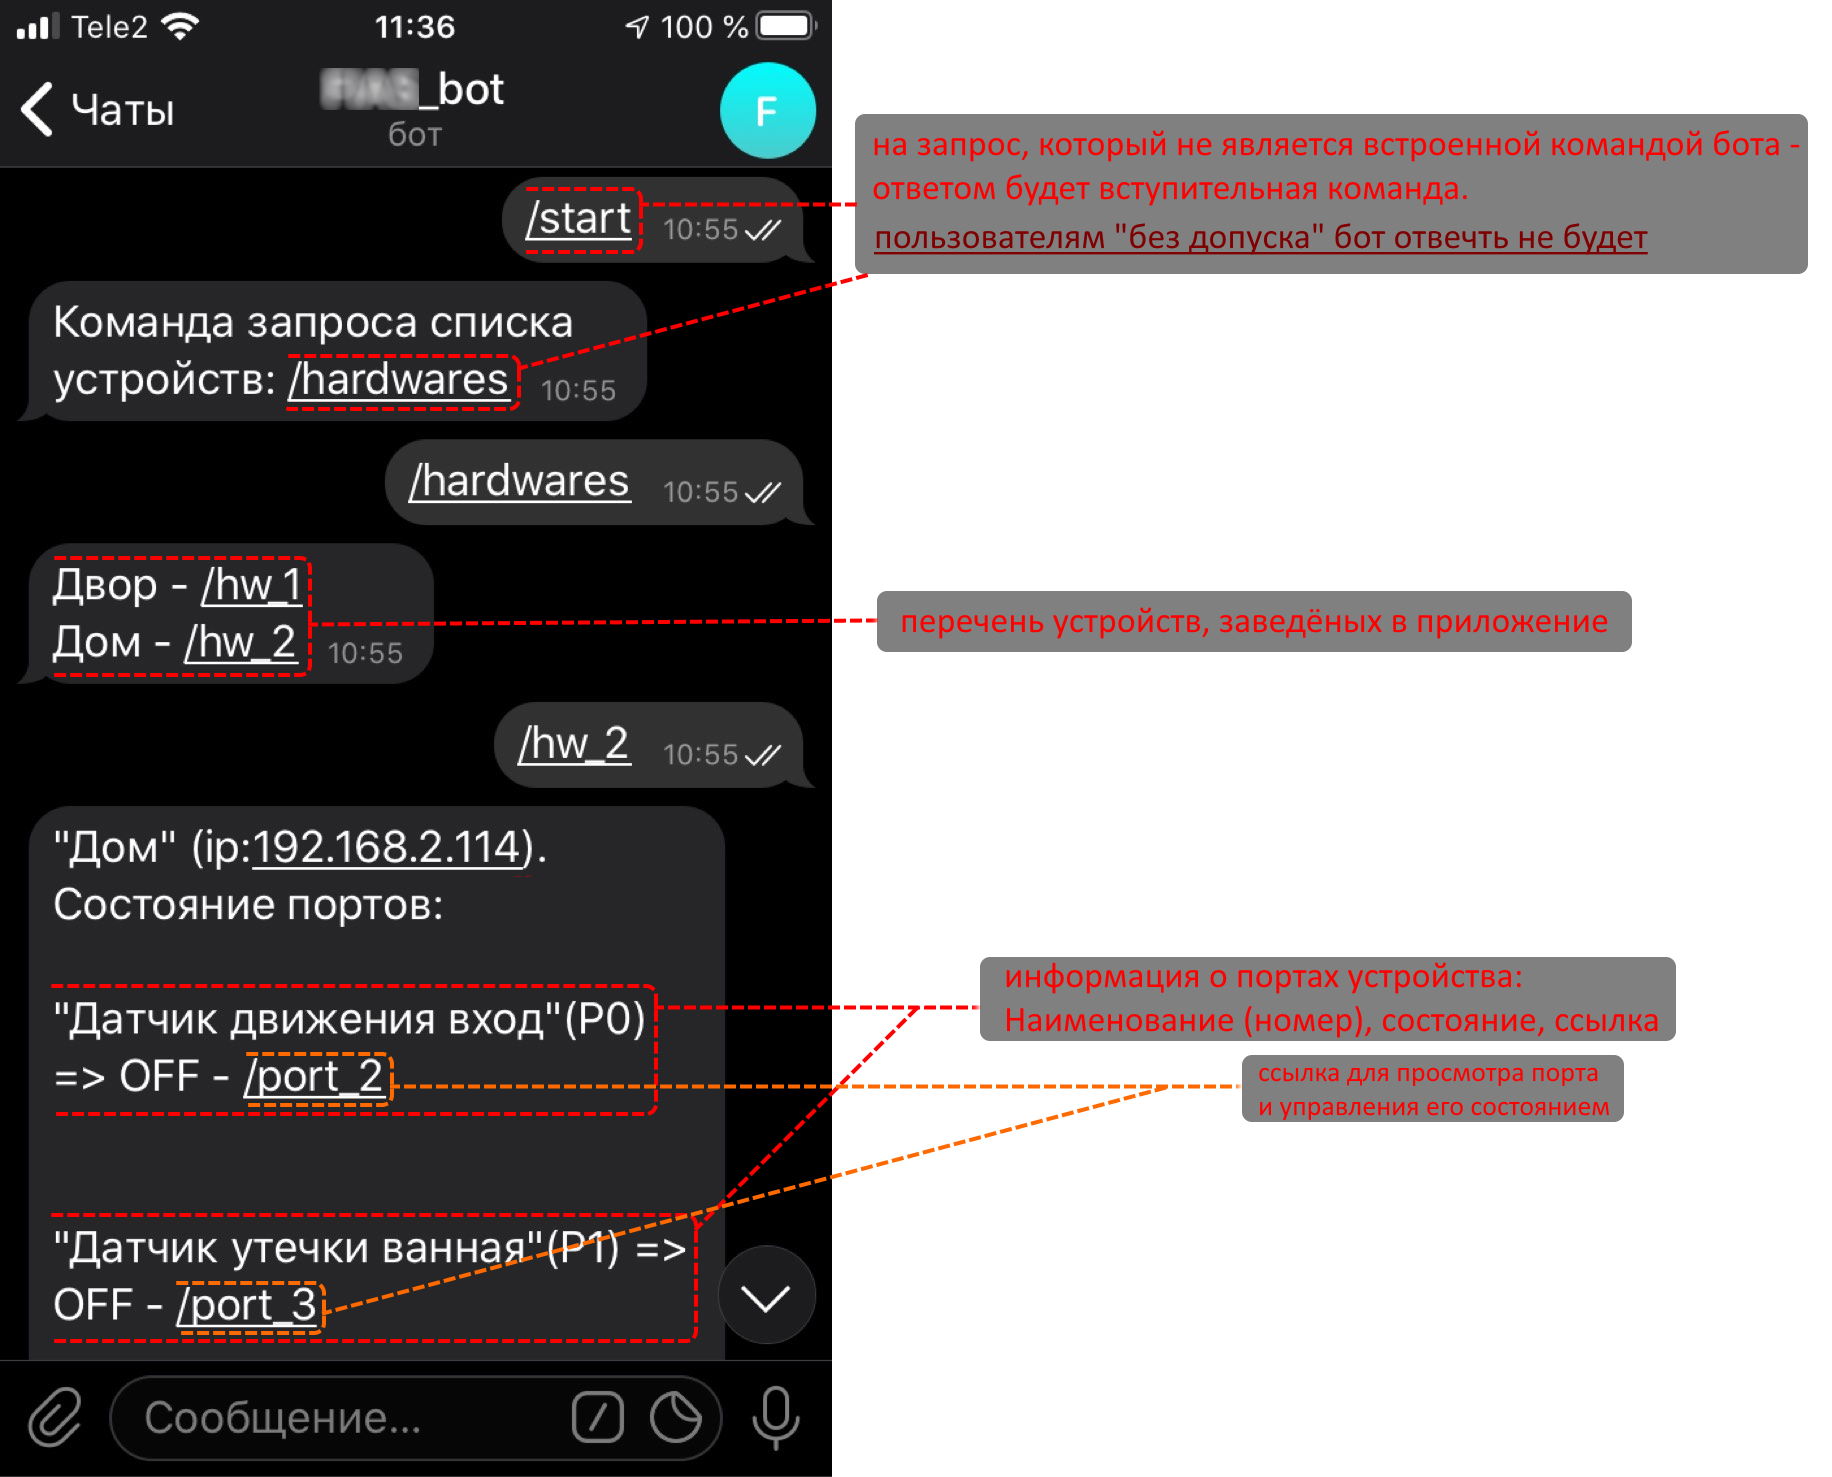 Tele2
11:36
100 %
Чаты
_bot
бот
F
/start 10:55
Команда запроса списка
устройств: /hardwares 10:55
/hardwares 10:55
Двор - /hw_1
Дом - /hw_2 10:55
/hw_2 10:55
"Дом" (ip:192.168.2.114).
Состояние портов:
"Датчик движения вход"(P0)
=> OFF - /port_2
"Датчик утечки ванная"(P1) =>
OFF - /port_3
Сообщение...
на запрос, который не является встроенной командой бота -
ответом будет вступительная команда.
пользователям "без допуска" бот отвечть не будет
перечень устройств, заведёных в приложение
информация о портах устройства:
Наименование (номер), состояние, ссылка
ссылка для просмотра порта
и управления его состоянием